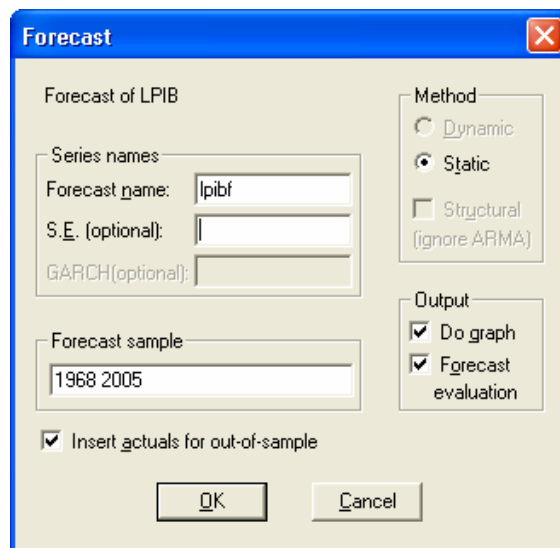 Forecast
Forecast of LPIB
Series names
Forecast name:
lpibf
S.E. (optional):
GARCH(optional):
Forecast sample
1968 2005
Insert actuals for out-of-sample
Method
Dynamic
Static
Structural
(ignore ARMA)
Output
Do graph
Forecast
evaluation
OK
Cancel